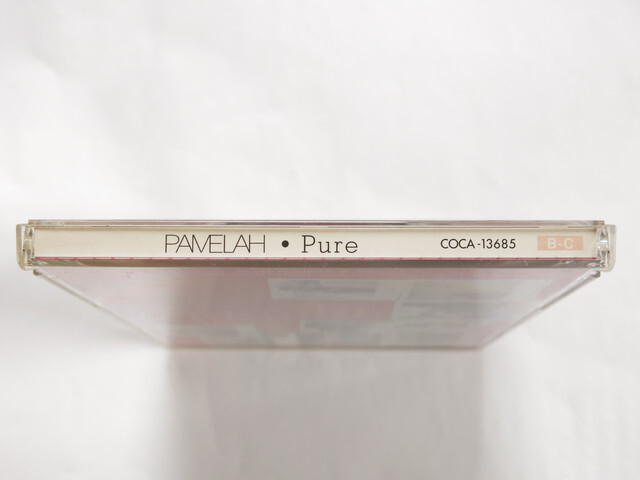 PAMELAH • Pure COCA-13685 B-C